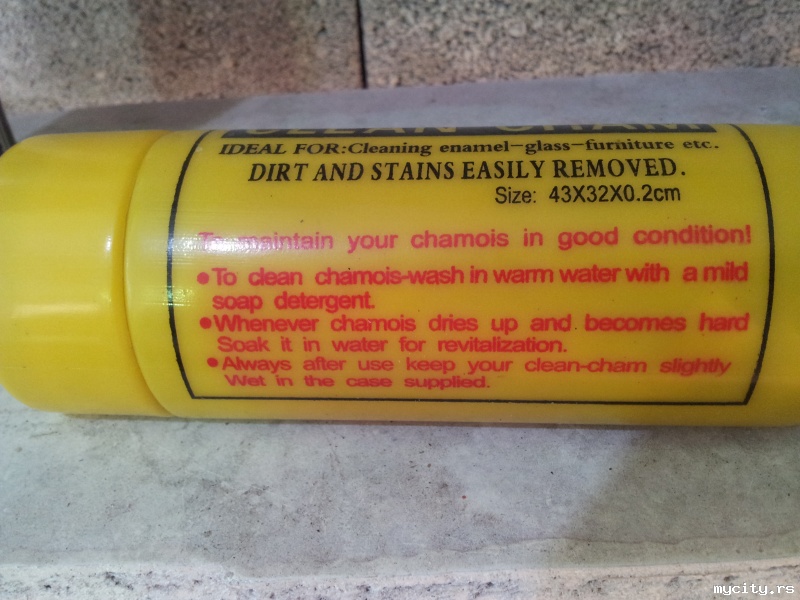 CLEAN CHAM
IDEAL FOR:Cleaning enamel-glass-furniture etc.
DIRT AND STAINS EASILY REMOVED.
Size: 43X32X0.2cm
To maintain your chamois in good condition!
●To clean chamois-wash in warm water with a mild
soap detergent.
●Whenever chamois dries up and becomes hard
Soak it in water for revitalization.
●Always after use keep your clean-cham slightly
Wet in the case supplied.
mycity.rs